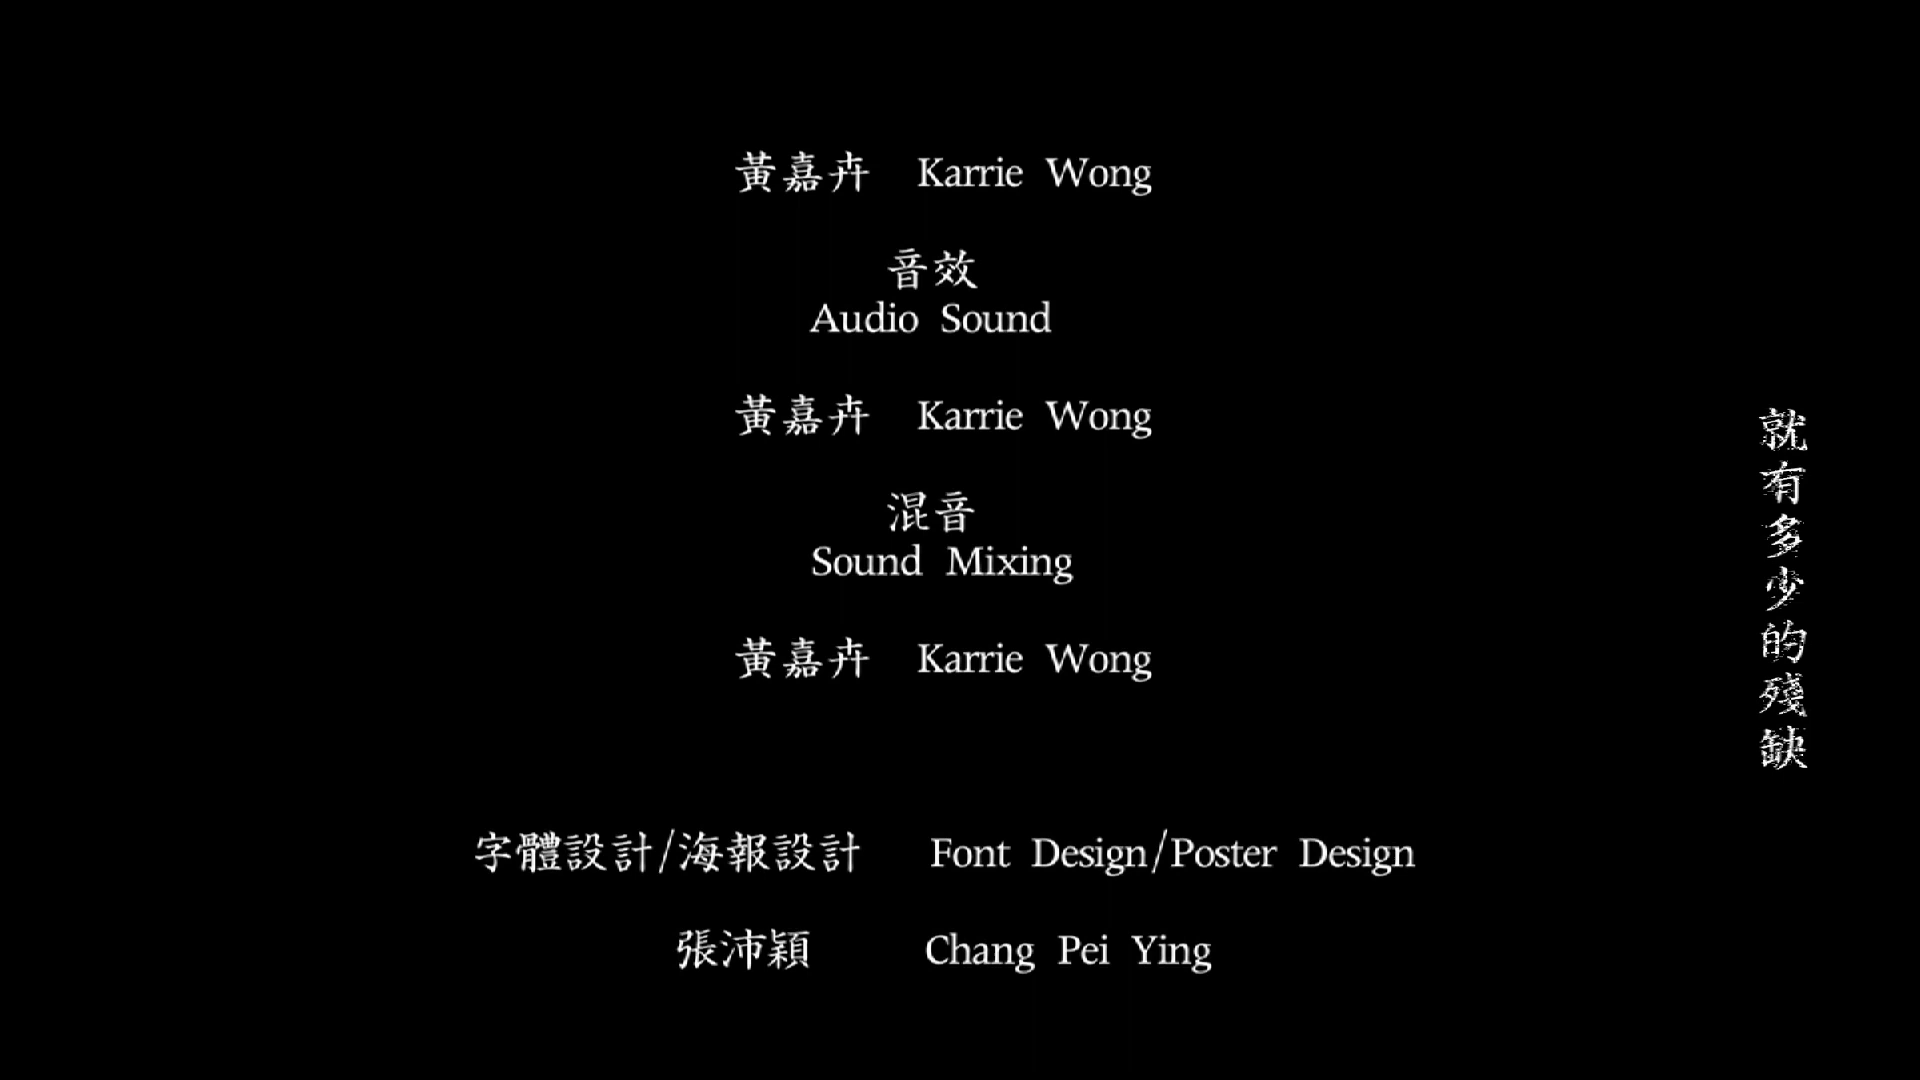 黃嘉卉 Karrie Wong
音效
Audio Sound
黃嘉卉 Karrie Wong
混音
Sound Mixing
黃嘉卉 Karrie Wong
字體設計/海報設計 Font Design/Poster Design
張沛穎 Chang Pei Ying
就有多少的殘缺